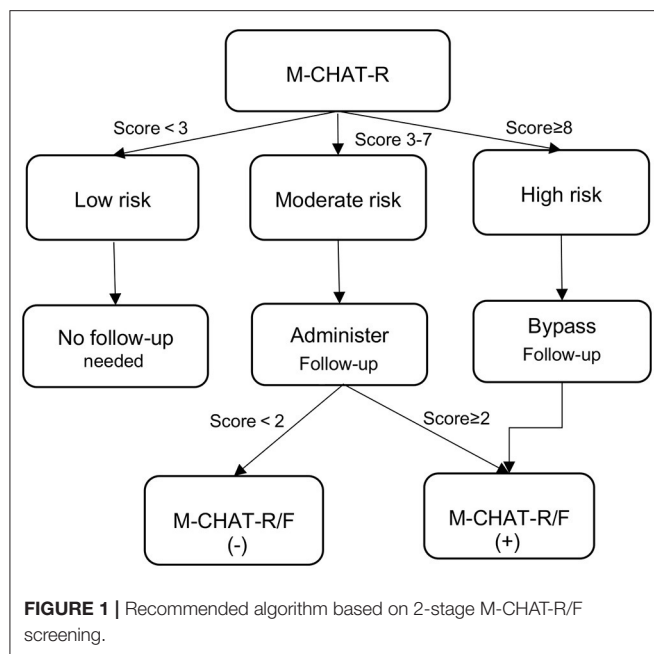 M-CHAT-R
Score < 3
Score 3-7
Score≥8
Low risk
Moderate risk
High risk
No follow-up
needed
Administer
Follow-up
Bypass
Follow-up
Score < 2
Score≥2
M-CHAT-R/F
(-)
M-CHAT-R/F
(+)
FIGURE 1 | Recommended algorithm based on 2-stage M-CHAT-R/F
screening.